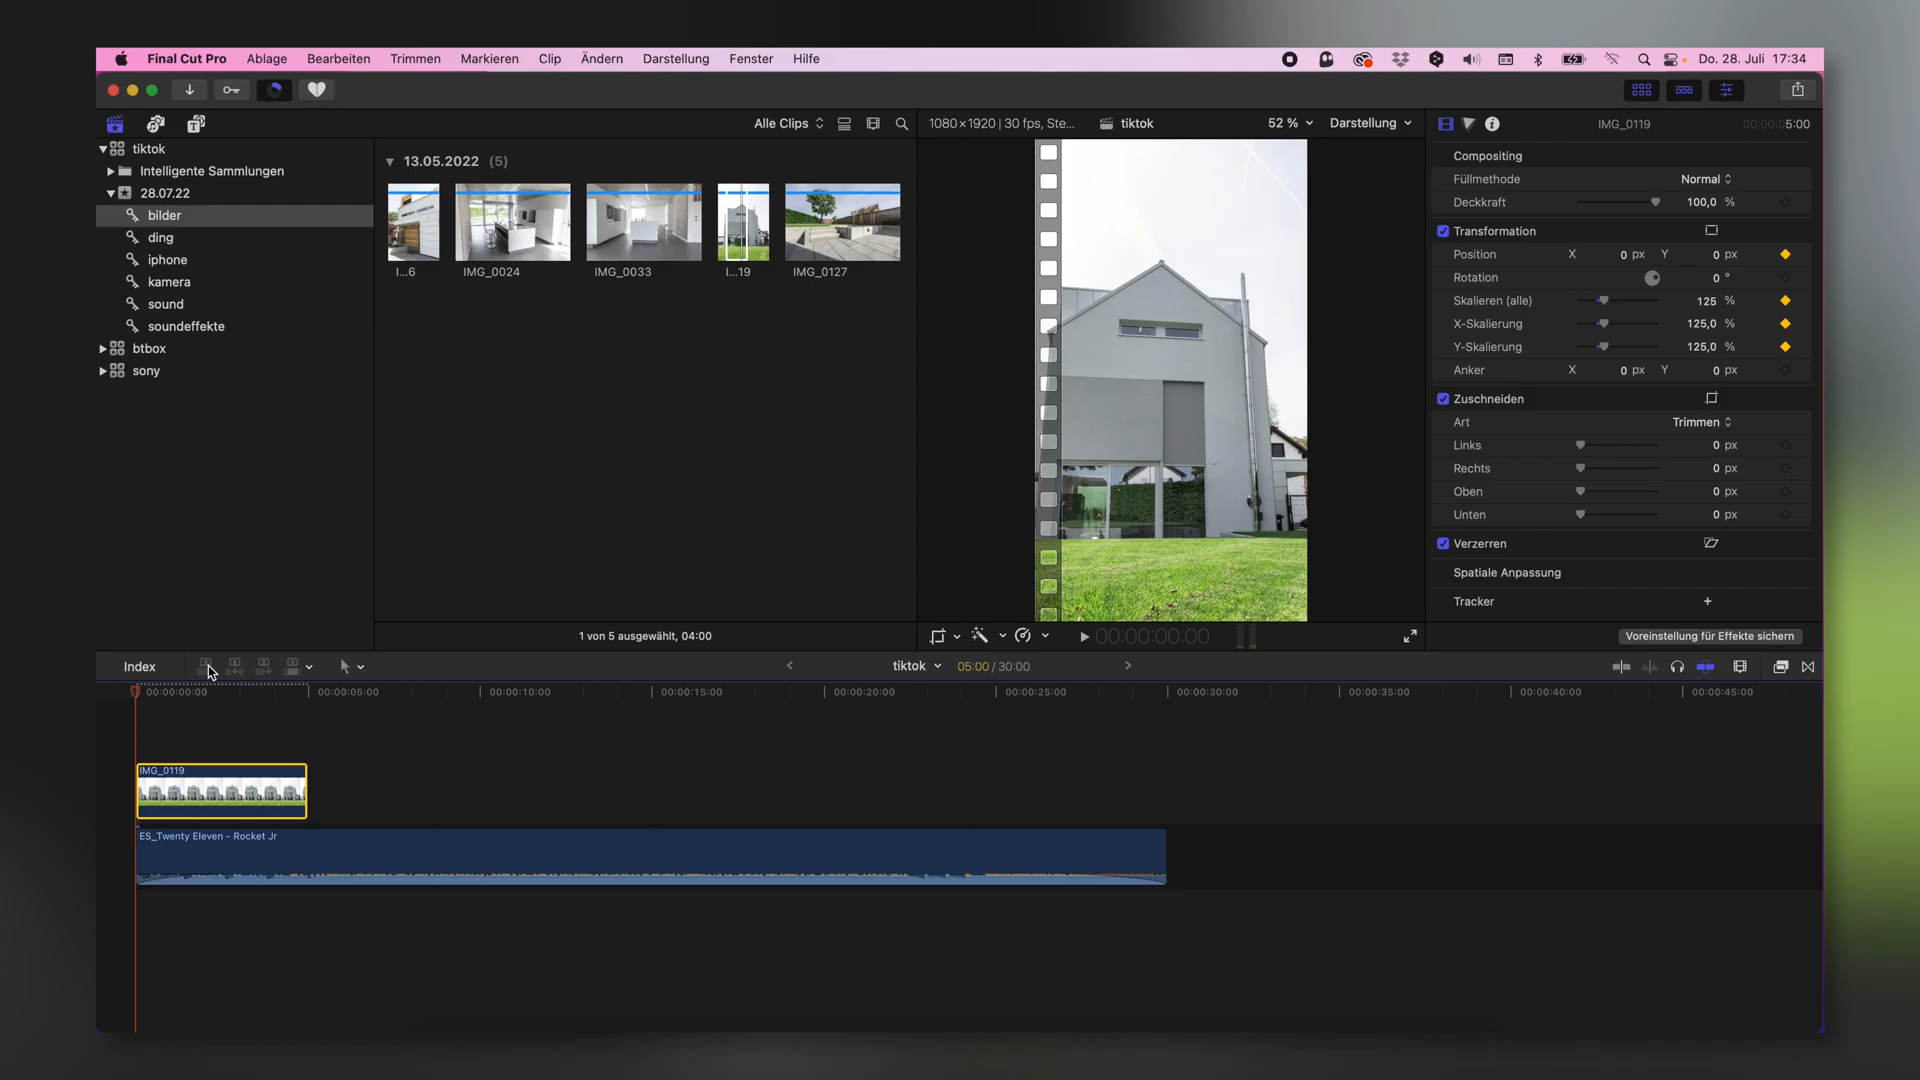 Final Cut Pro Ablage Bearbeiten Trimmen Markieren Clip Ändern Darstellung Fenster Hilfe Do. 28. Juli 17:34
Alle Clips 1080×1920 | 30 fps, Ste... tiktok 52 % Darstellung IMG_0119 00:00:05:00
tiktok
Intelligente Sammlungen
28.07.22
bilder
ding
iphone
kamera
sound
soundeffekte
btbox
sony
13.05.2022 (5)
I...6 IMG_0024 IMG_0033 I...19 IMG_0127
1 von 5 ausgewählt, 04:00
00:00:00:00
Compositing
Füllmethode Normal
Deckkraft 100,0 %
Transformation
Position X 0 px Y 0 px
Rotation 0 °
Skalieren (alle) 125 %
X-Skalierung 125,0 %
Y-Skalierung 125,0 %
Anker X 0 px Y 0 px
Zuschneiden
Art Trimmen
Links 0 px
Rechts 0 px
Oben 0 px
Unten 0 px
Verzerren
Spatiale Anpassung
Tracker +
Voreinstellung für Effekte sichern
Index tiktok 05:00 / 30:00
00:00:00:00 00:00:05:00 00:00:10:00 00:00:15:00 00:00:20:00 00:00:25:00 00:00:30:00 00:00:35:00 00:00:40:00 00:00:45:00
IMG_0119
ES_Twenty Eleven - Rocket Jr